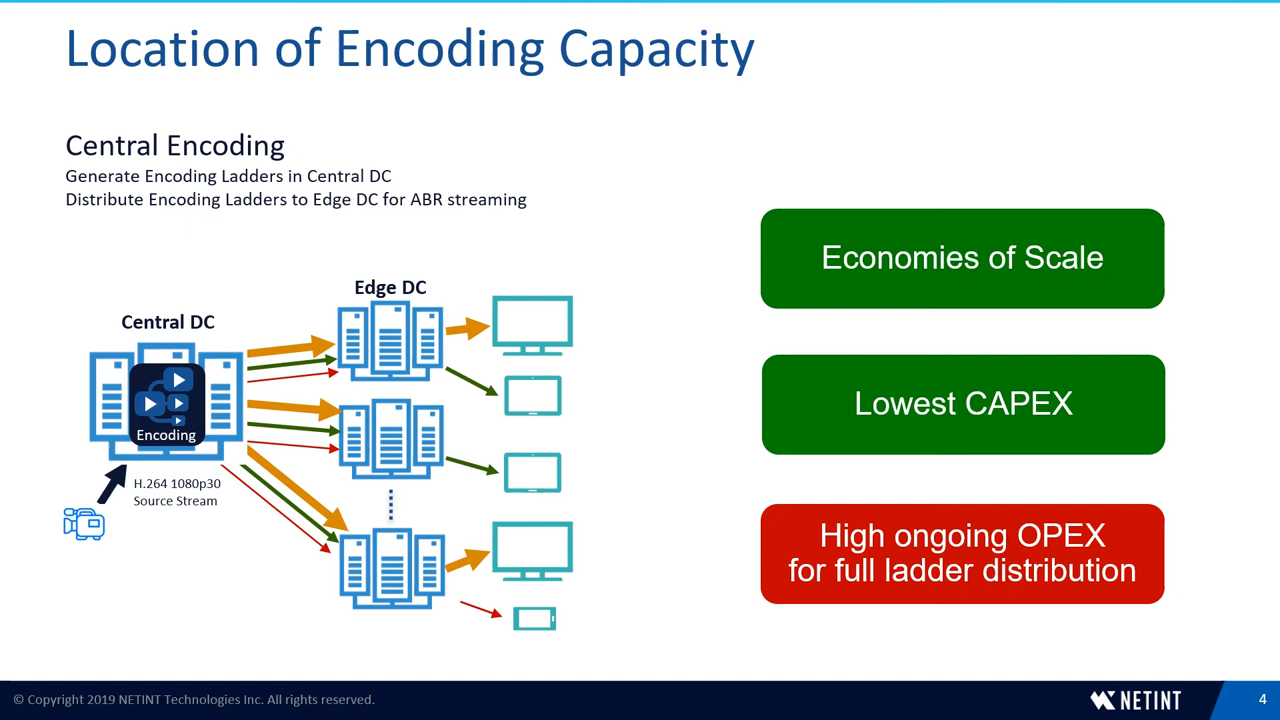 Location of Encoding Capacity
Central Encoding
Generate Encoding Ladders in Central DC
Distribute Encoding Ladders to Edge DC for ABR streaming
Edge DC
Central DC
Encoding
H.264 1080p30
Source Stream
Economies of Scale
Lowest CAPEX
High ongoing OPEX
for full ladder distribution
© Copyright 2019 NETINT Technologies Inc. All rights reserved.
NETINT
4